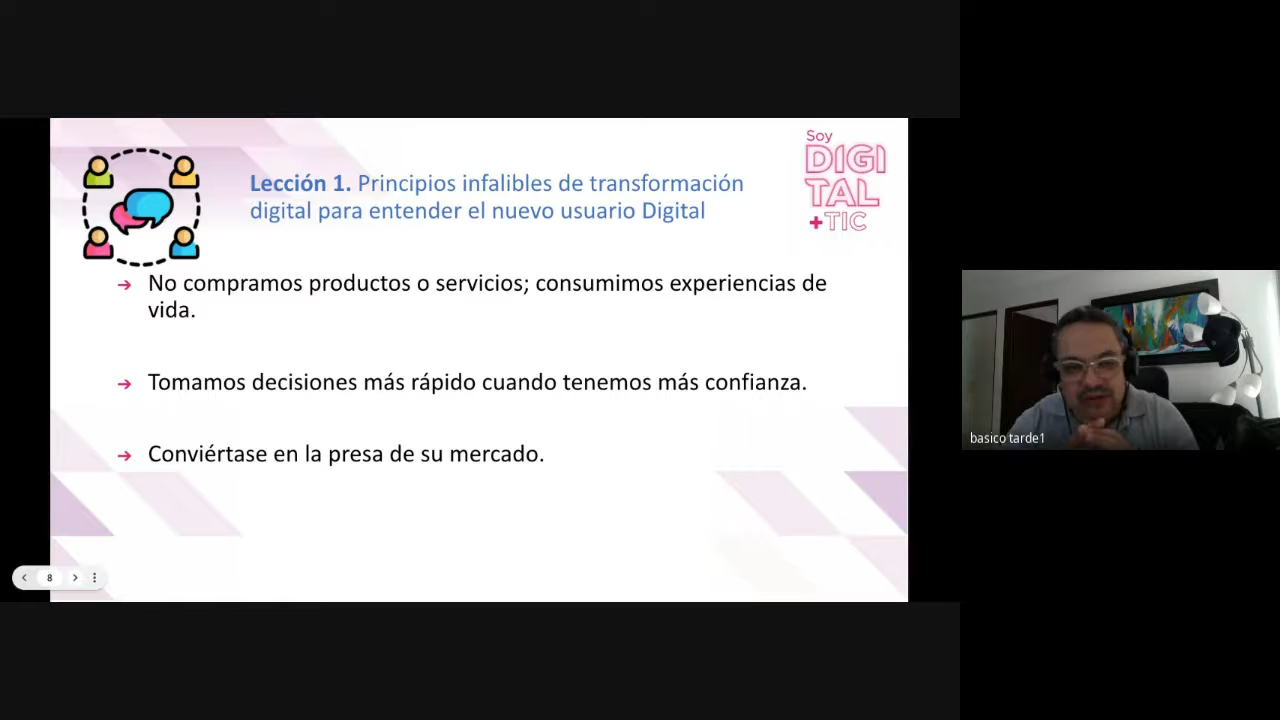 Soy
DIGI
TAL
+TIC
Lección 1. Principios infalibles de transformación
digital para entender el nuevo usuario Digital
➔ No compramos productos o servicios; consumimos experiencias de
vida.
➔ Tomamos decisiones más rápido cuando tenemos más confianza.
➔ Conviértase en la presa de su mercado.
8
basico tarde1